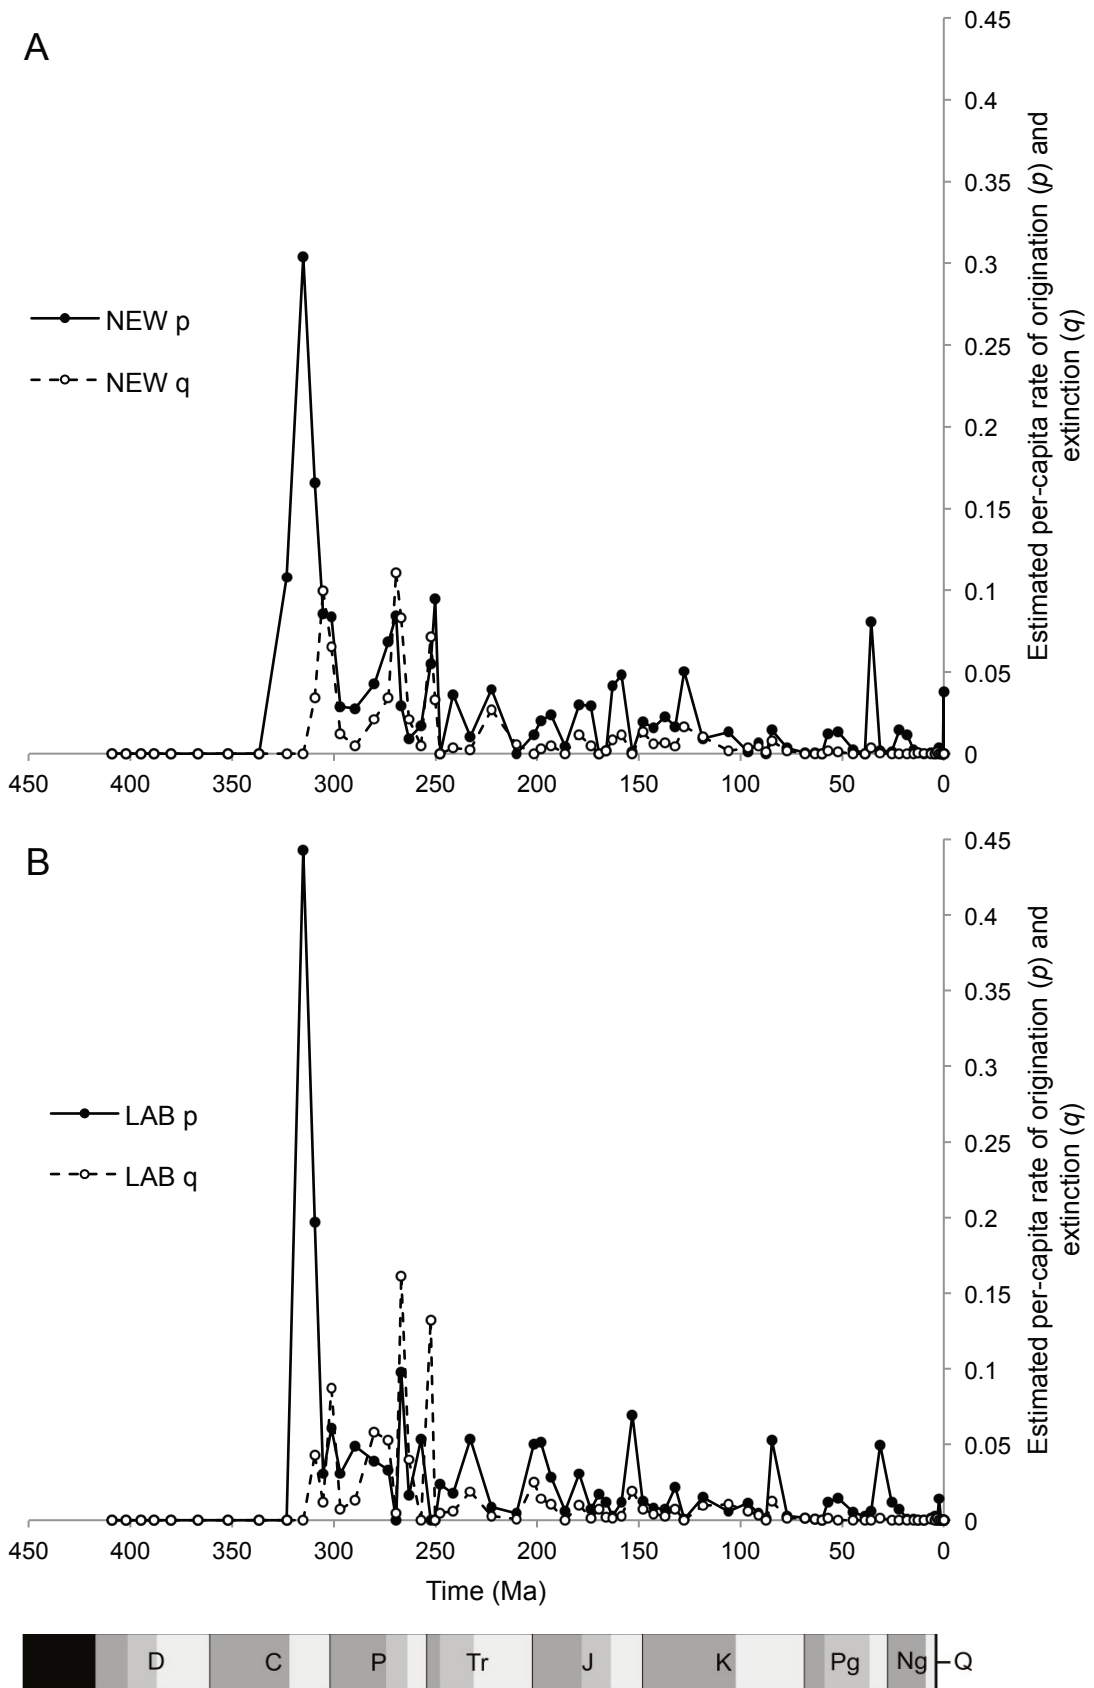 A
0.45
0.4
0.35
0.3
0.25
0.2
0.15
0.1
0.05
0
Estimated per-capita rate of origination (p) and
extinction (q)
NEW p
NEW q
450 400 350 300 250 200 150 100 50 0
B
0.45
0.4
0.35
0.3
0.25
0.2
0.15
0.1
0.05
0
Estimated per-capita rate of origination (p) and
extinction (q)
LAB p
LAB q
450 400 350 300 250 200 150 100 50 0
Time (Ma)
D C P Tr J K Pg Ng Q